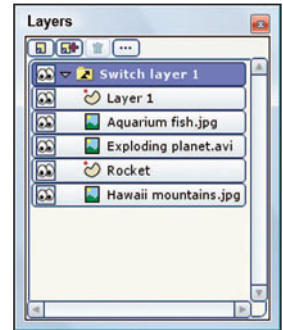 Layers
Switch layer 1
Layer 1
Aquarium fish.jpg
Exploding planet.avi
Rocket
Hawaii mountains.jpg